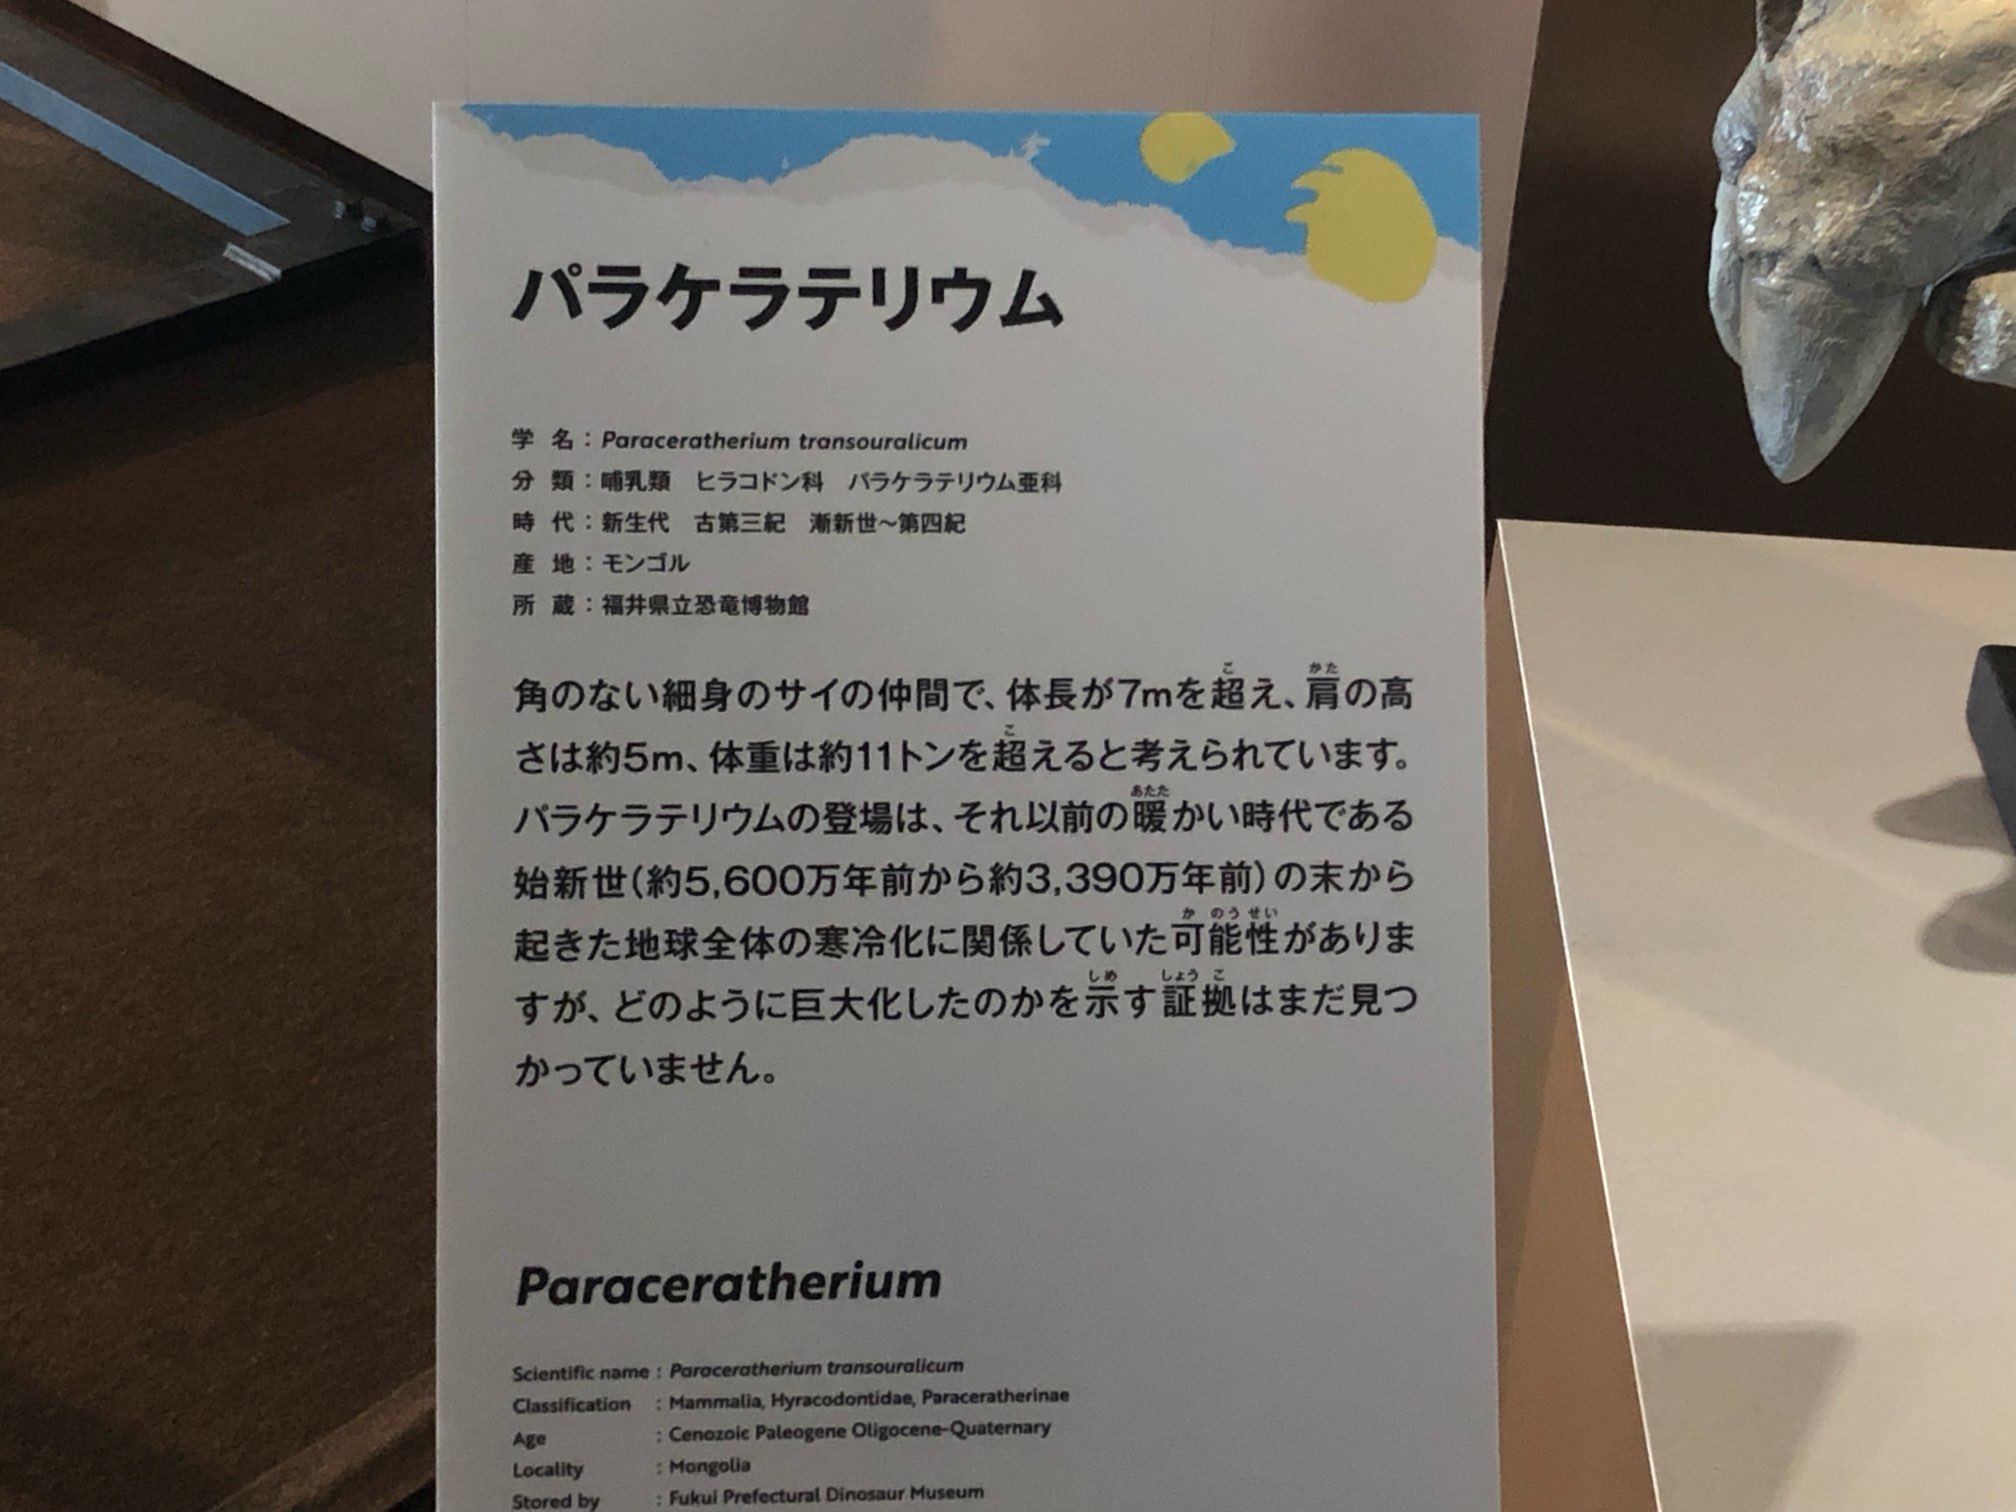 パラケラテリウム
学 名：Paraceratherium transouralicum
分 類：哺乳類　ヒラコドン科　パラケラテリウム亜科
時 代：新生代　古第三紀　漸新世～第四紀
産 地：モンゴル
所 蔵：福井県立恐竜博物館
角のない細身のサイの仲間で、体長が7mを超え、肩の高
さは約5m、体重は約11トンを超えると考えられています。
パラケラテリウムの登場は、それ以前の暖かい時代である
始新世（約5,600万年前から約3,390万年前）の末から
起きた地球全体の寒冷化に関係していた可能性がありま
すが、どのように巨大化したのかを示す証拠はまだ見つ
かっていません。
Paraceratherium
Scientific name : Paraceratherium transouralicum
Classification : Mammalia, Hyracodontidae, Paraceratherinae
Age : Cenozoic Paleogene Oligocene-Quaternary
Locality : Mongolia
Stored by : Fukui Prefectural Dinosaur Museum